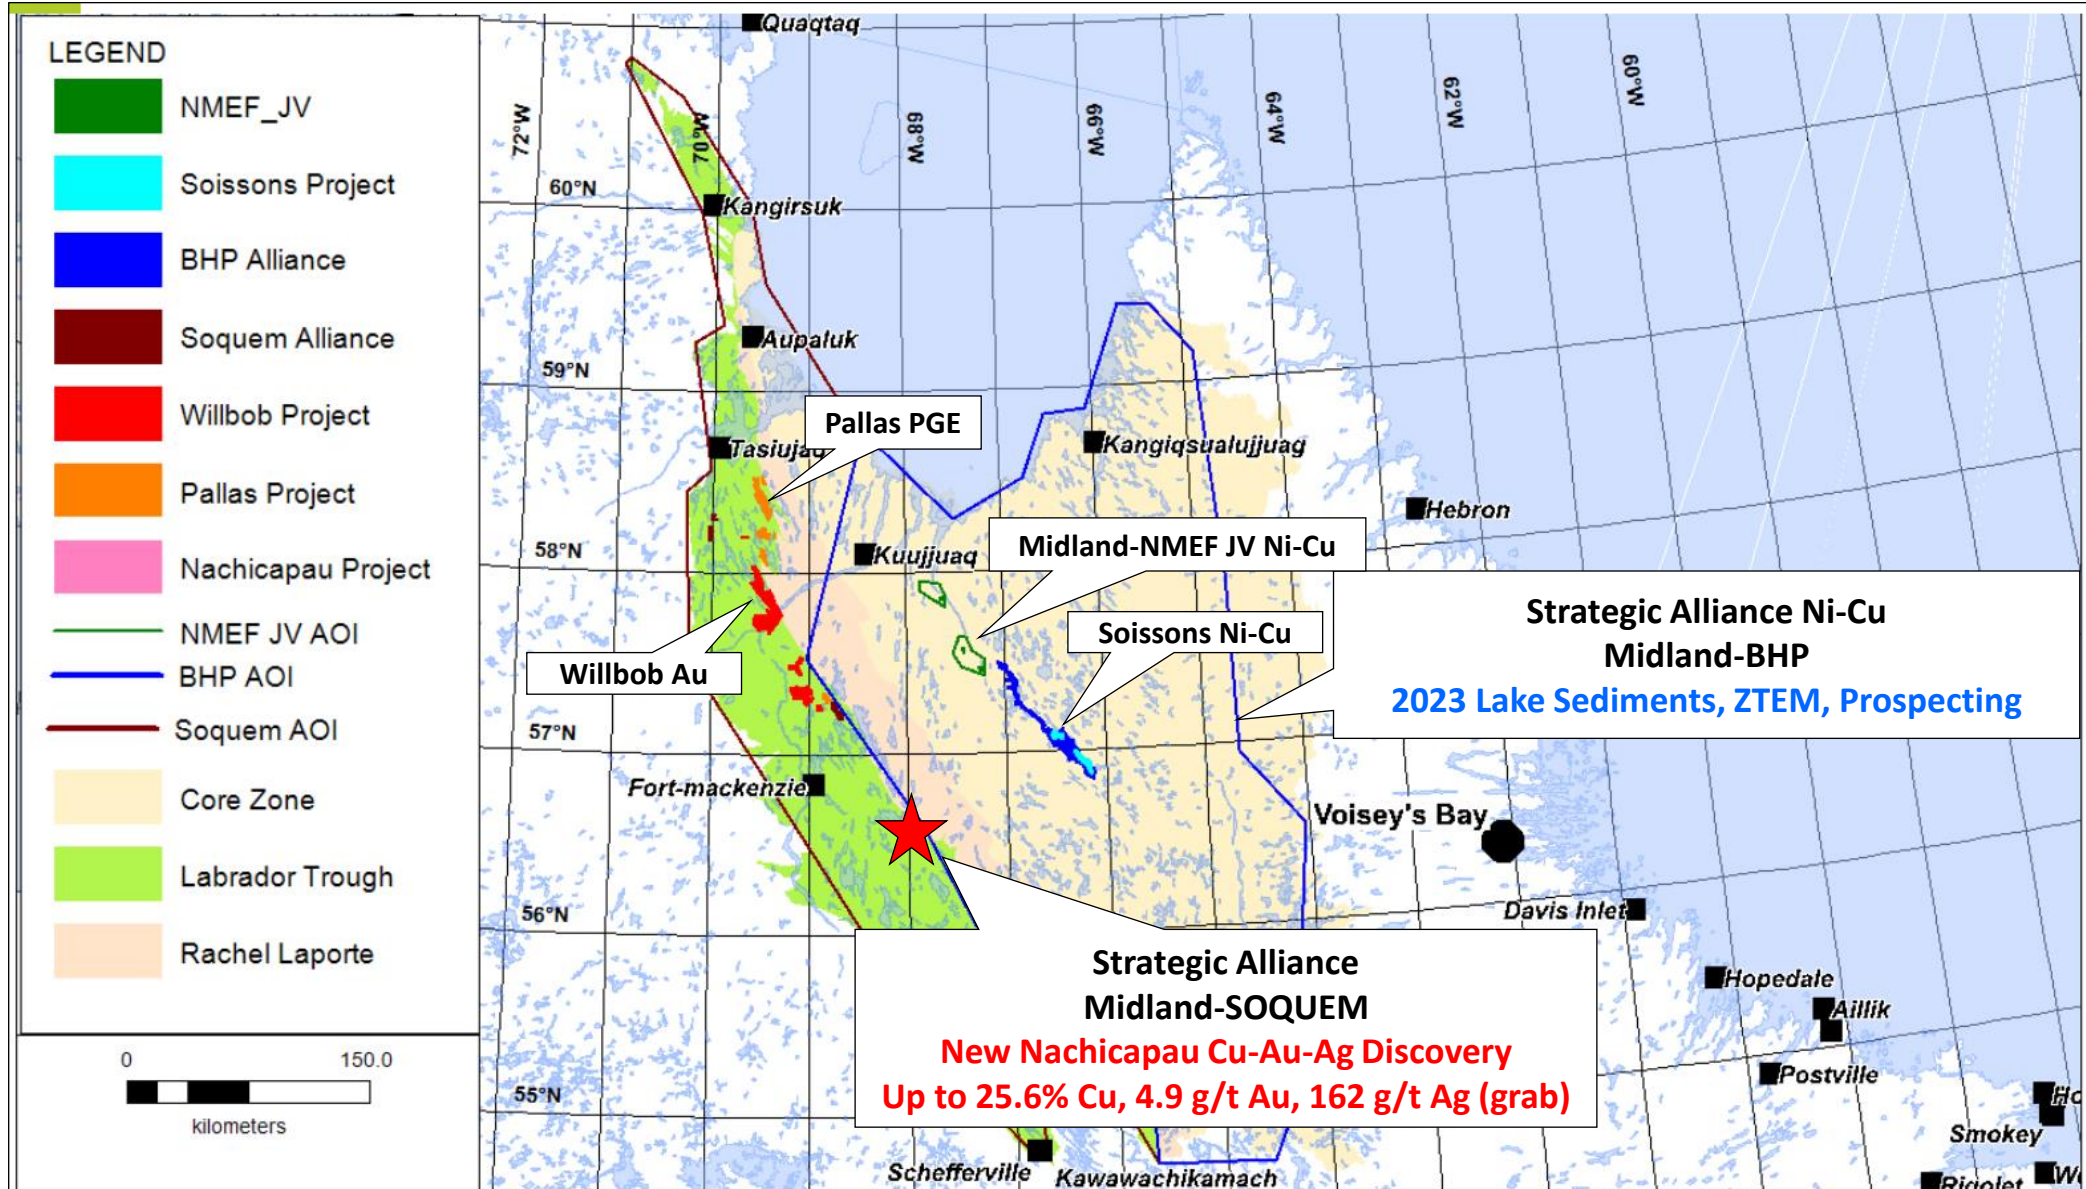 LEGEND
NMEF_JV
Soissons Project
BHP Alliance
Soquem Alliance
Willbob Project
Pallas Project
Nachicapau Project
NMEF JV AOI
BHP AOI
Soquem AOI
Core Zone
Labrador Trough
Rachel Laporte
0 150.0
kilometers
Quaqtaq
72°W
70°W
68°W
66°W
64°W
62°W
60°W
60°N
Kangirsuk
Aupaluk
59°N
Pallas PGE
Tasiujaq
Kangiqsualujjuaq
Hebron
58°N
Kuujjuaq
Midland-NMEF JV Ni-Cu
Soissons Ni-Cu
Strategic Alliance Ni-Cu
Midland-BHP
2023 Lake Sediments, ZTEM, Prospecting
Willbob Au
57°N
Fort-mackenzie
Voisey's Bay
56°N
Davis Inlet
Strategic Alliance
Midland-SOQUEM
New Nachicapau Cu-Au-Ag Discovery
Up to 25.6% Cu, 4.9 g/t Au, 162 g/t Ag (grab)
Hopedale
Aillik
Postville
55°N
Ho
Smokey
Schefferville
Kawawachikamach
Rigolet